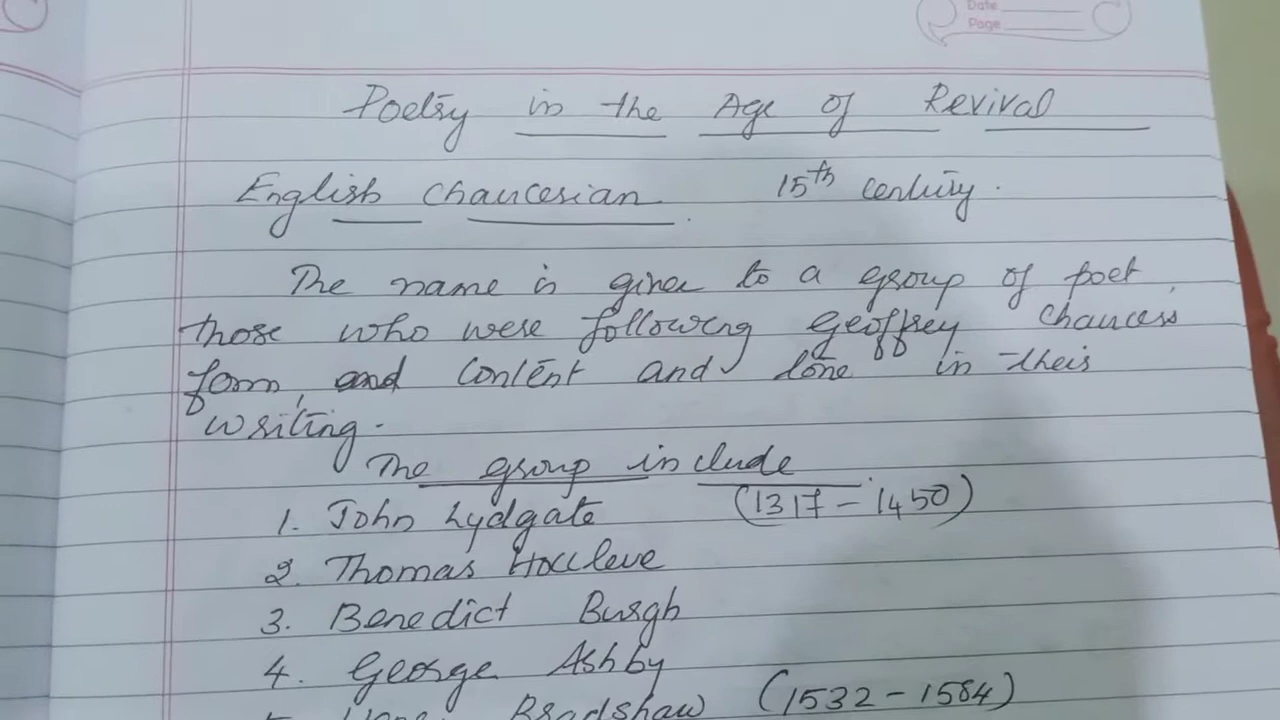 Date
Page
Poetry in the Age of Revival
English Chaucerian 15th century.
The name is given to a group of poet,
those who were following Geoffrey Chaucers
form, and content and tone in their
writing.
The group include
1. John Lydgate (1317 - 1450)
2. Thomas Hoccleve
3. Benedict Burgh
4. George Ashby
Bradshaw (1532 - 1584)